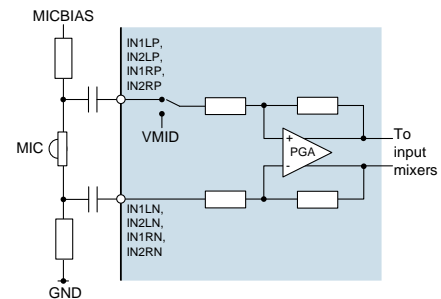 MICBIAS
IN1LP,
IN2LP,
IN1RP,
IN2RP
VMID
MIC
+
PGA
-
To
input
mixers
IN1LN,
IN2LN,
IN1RN,
IN2RN
GND